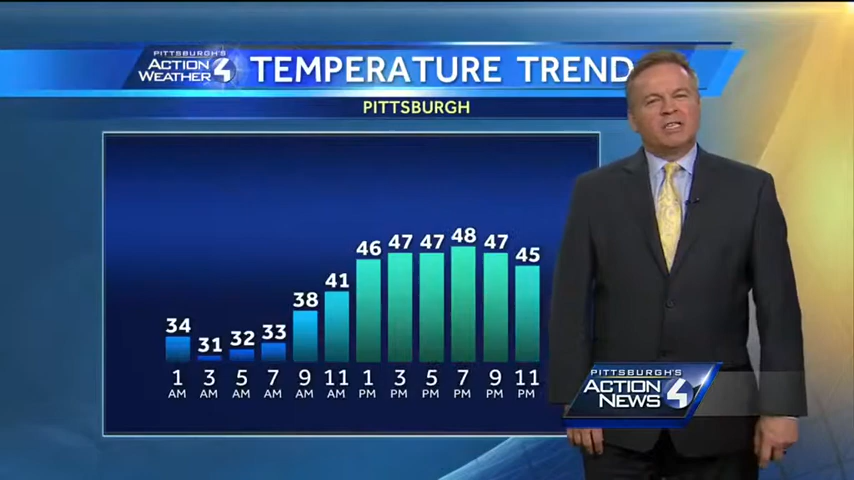 PITTSBURGH'S
ACTION
WEATHER 4
TEMPERATURE TREND
PITTSBURGH
34 31 32 33 38 41 46 47 47 48 47 45
1 3 5 7 9 11 1 3 5 7 9 11
AM AM AM AM AM AM PM PM PM PM PM PM
PITTSBURGH'S
ACTION
NEWS 4